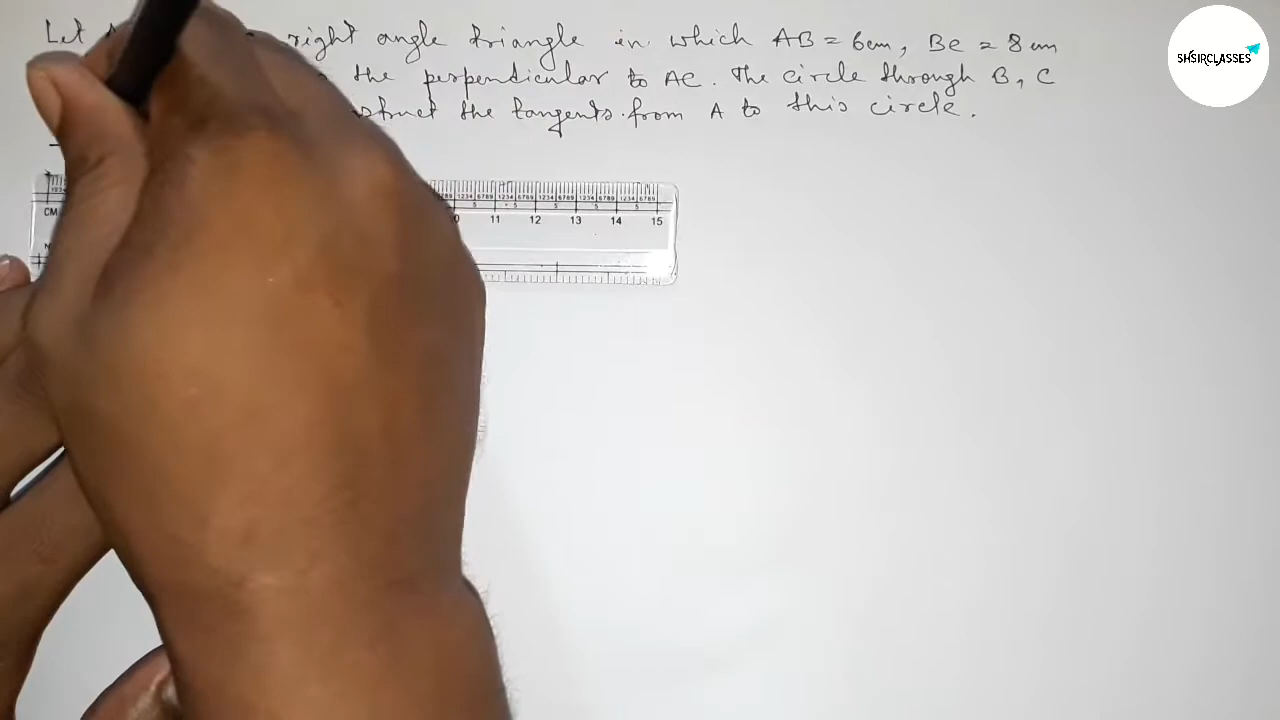 Let right angle triangle in which AB = 6cm, BC = 8cm
the perpendicular to AC. The circle through B, C
struct the tangents from A to this circle.
SHSIRCLASSES
CM
11 12 13 14 15